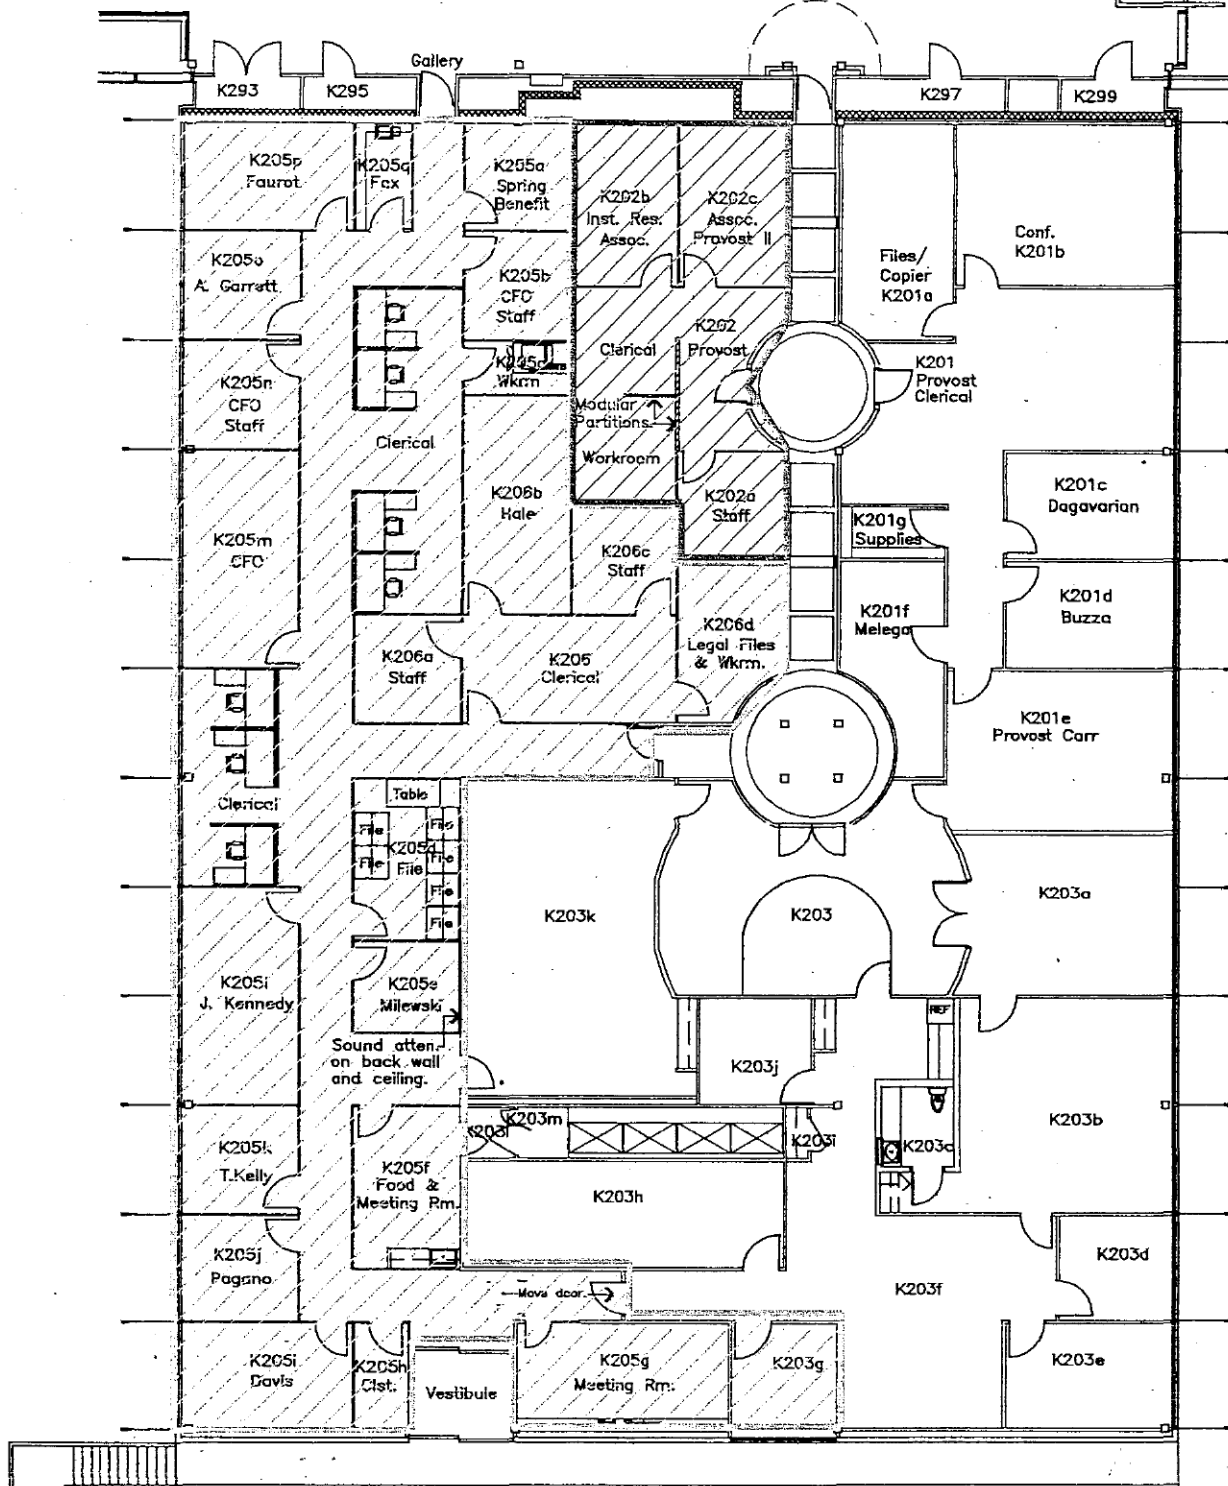 Gallery
K293
K295
K297
K299
K205p
Faurot
K205q
Fax
K205a
Spring
Benefit
K202b
Inst. Res.
Assoc.
K202c
Assoc.
Provost II
Files/
Copier
K201a
Conf.
K201b
K205o
A. Garrett
K205b
CFO
Staff
Clerical
K202
Provost
K201
Provost
Clerical
K205n
CFO
Staff
Wkrm
Modular
Partitions
Workroom
Clerical
K206b
Hale
K202a
Staff
K201c
Dagavarian
K201g
Supplies
K205m
CFO
K206c
Staff
K201d
Buzza
K201f
Melega
K206d
Legal Files
& Wkrm.
K206a
Staff
K205
Clerical
K201e
Provost Carr
Clerical
Table
File
File
K205d
File
File
File
File
File
K203k
K203
K203a
K205l
J. Kennedy
K205e
Milewski
Sound atten.
on back wall
and ceiling.
REF
K203j
K203b
K203l
K203m
K203i
K203c
K205k
T.Kelly
K205f
Food &
Meeting Rm.
K203h
K205j
Pagano
K203d
K203f
Move door
K205i
Davis
K205h
Clst.
Vestibule
K205g
Meeting Rm.
K203g
K203e